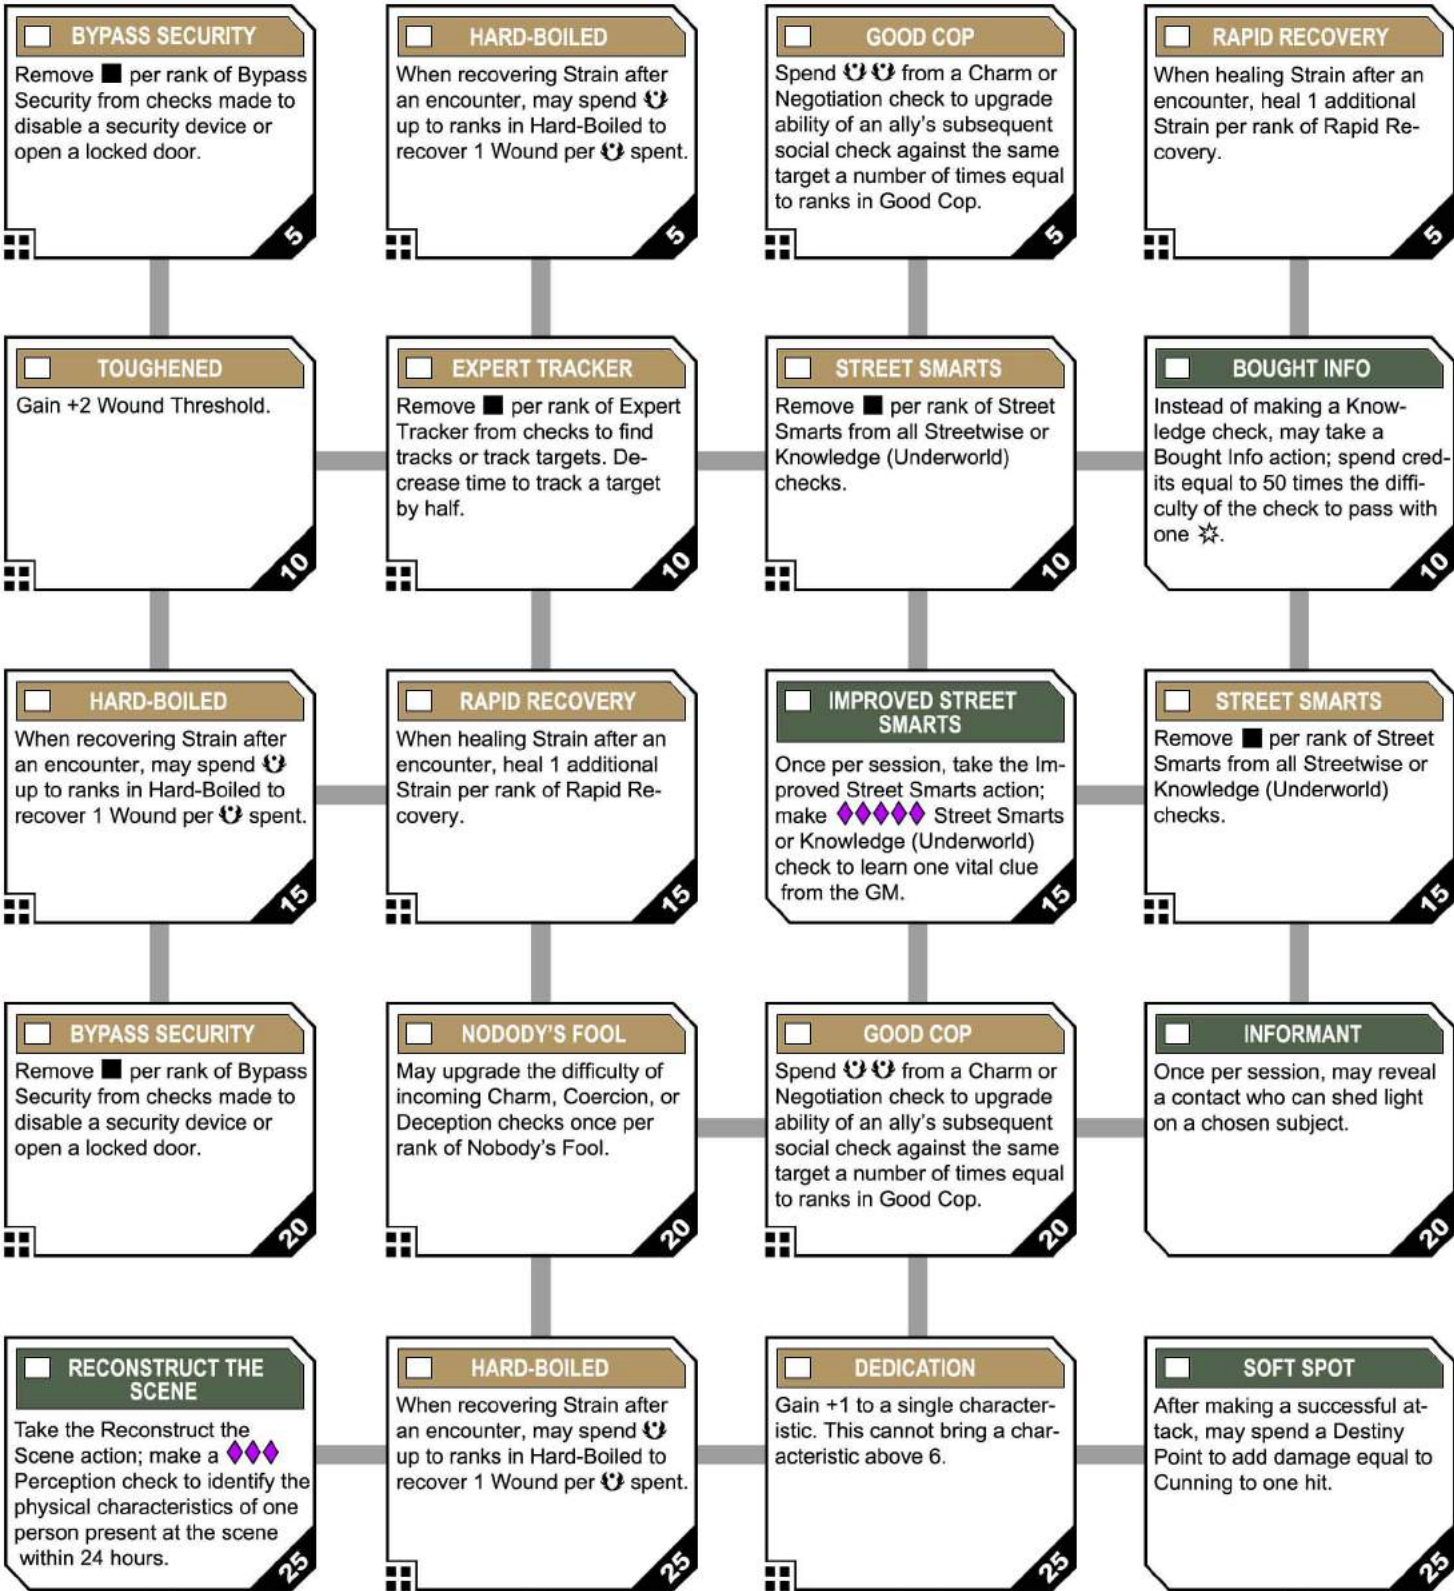 BYPASS SECURITY
Remove ■ per rank of Bypass
Security from checks made to
disable a security device or
open a locked door.
5
HARD-BOILED
When recovering Strain after
an encounter, may spend
up to ranks in Hard-Boiled to
recover 1 Wound per spent.
5
GOOD COP
Spend from a Charm or
Negotiation check to upgrade
ability of an ally's subsequent
social check against the same
target a number of times equal
to ranks in Good Cop.
5
RAPID RECOVERY
When healing Strain after an
encounter, heal 1 additional
Strain per rank of Rapid Re-
covery.
5
TOUGHENED
Gain +2 Wound Threshold.
10
EXPERT TRACKER
Remove ■ per rank of Expert
Tracker from checks to find
tracks or track targets. De-
crease time to track a target
by half.
10
STREET SMARTS
Remove ■ per rank of Street
Smarts from all Streetwise or
Knowledge (Underworld)
checks.
10
BOUGHT INFO
Instead of making a Know-
ledge check, may take a
Bought Info action; spend cred-
its equal to 50 times the diffi-
culty of the check to pass with
one .
10
HARD-BOILED
When recovering Strain after
an encounter, may spend
up to ranks in Hard-Boiled to
recover 1 Wound per spent.
15
RAPID RECOVERY
When healing Strain after an
encounter, heal 1 additional
Strain per rank of Rapid Re-
covery.
15
IMPROVED STREET
SMARTS
Once per session, take the Im-
proved Street Smarts action;
make ♦♦♦♦♦ Street Smarts
or Knowledge (Underworld)
check to learn one vital clue
from the GM.
15
STREET SMARTS
Remove ■ per rank of Street
Smarts from all Streetwise or
Knowledge (Underworld)
checks.
15
BYPASS SECURITY
Remove ■ per rank of Bypass
Security from checks made to
disable a security device or
open a locked door.
20
NODODY'S FOOL
May upgrade the difficulty of
incoming Charm, Coercion, or
Deception checks once per
rank of Nobody's Fool.
20
GOOD COP
Spend from a Charm or
Negotiation check to upgrade
ability of an ally's subsequent
social check against the same
target a number of times equal
to ranks in Good Cop.
20
INFORMANT
Once per session, may reveal
a contact who can shed light
on a chosen subject.
20
RECONSTRUCT THE
SCENE
Take the Reconstruct the
Scene action; make a ♦♦♦
Perception check to identify the
physical characteristics of one
person present at the scene
within 24 hours.
25
HARD-BOILED
When recovering Strain after
an encounter, may spend
up to ranks in Hard-Boiled to
recover 1 Wound per spent.
25
DEDICATION
Gain +1 to a single character-
istic. This cannot bring a char-
acteristic above 6.
25
SOFT SPOT
After making a successful at-
tack, may spend a Destiny
Point to add damage equal to
Cunning to one hit.
25